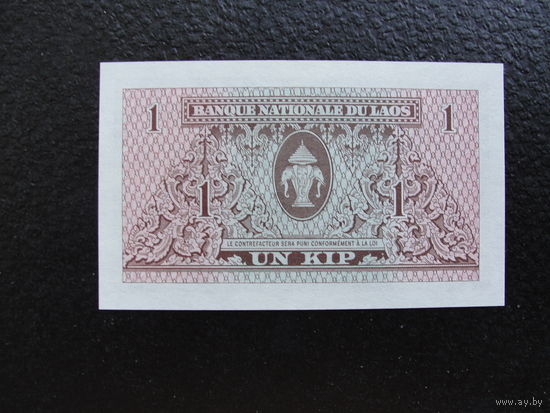 1 BANQUE NATIONALE DU LAOS 1
1 1
LE CONTREFACTEUR SERA PUNI CONFORMÉMENT À LA LOI
UN KIP
www.ay.by